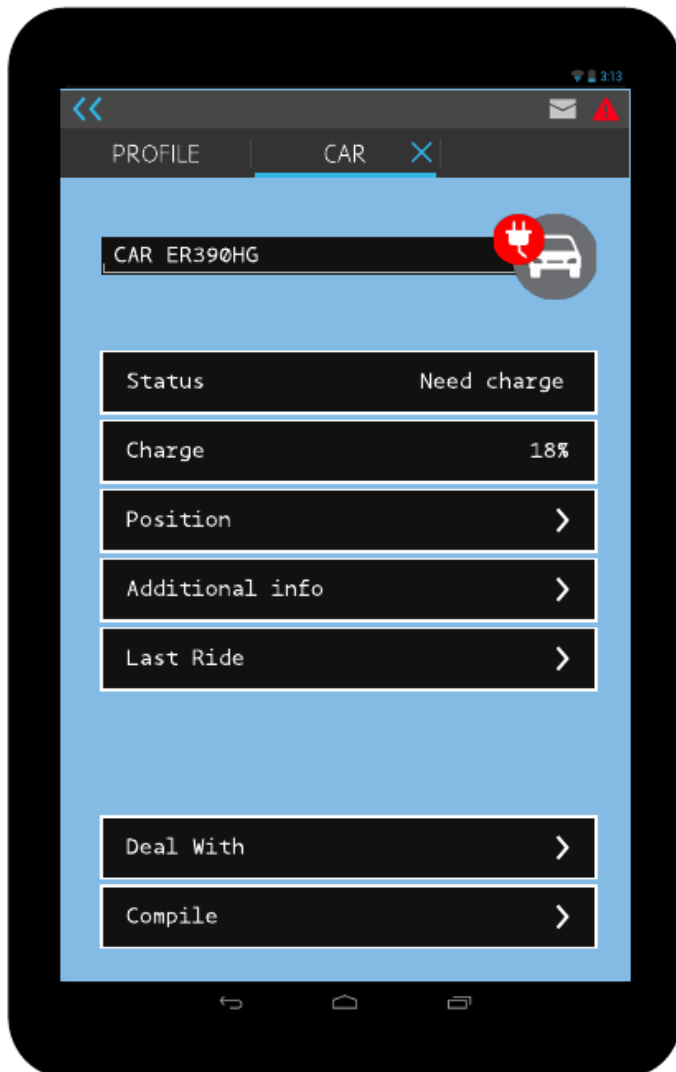 3:13
PROFILE CAR
CAR ER390HG
Status Need charge
Charge 18%
Position
Additional info
Last Ride
Deal With
Compile